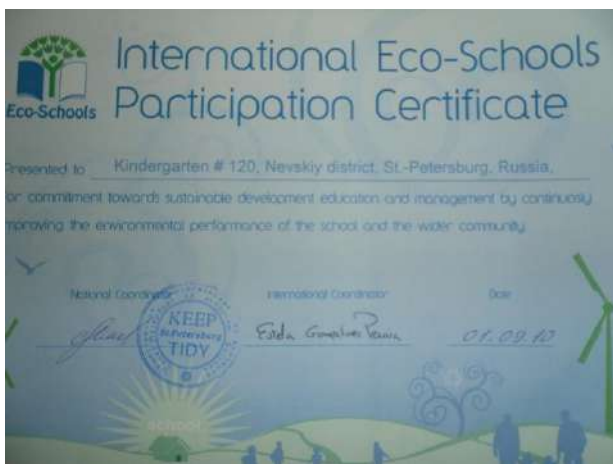 International Eco-Schools
Participation Certificate
Eco-Schools
Presented to Kindergarten # 120, Nevskiy district, St.-Petersburg, Russia,
for commitment towards sustainable development education and management by continuosly
improving the environmental performance of the school and the wider community
National Coordinator International Coordinator Date
KEEP
St.Petersburg
TIDY
01.09.10
school